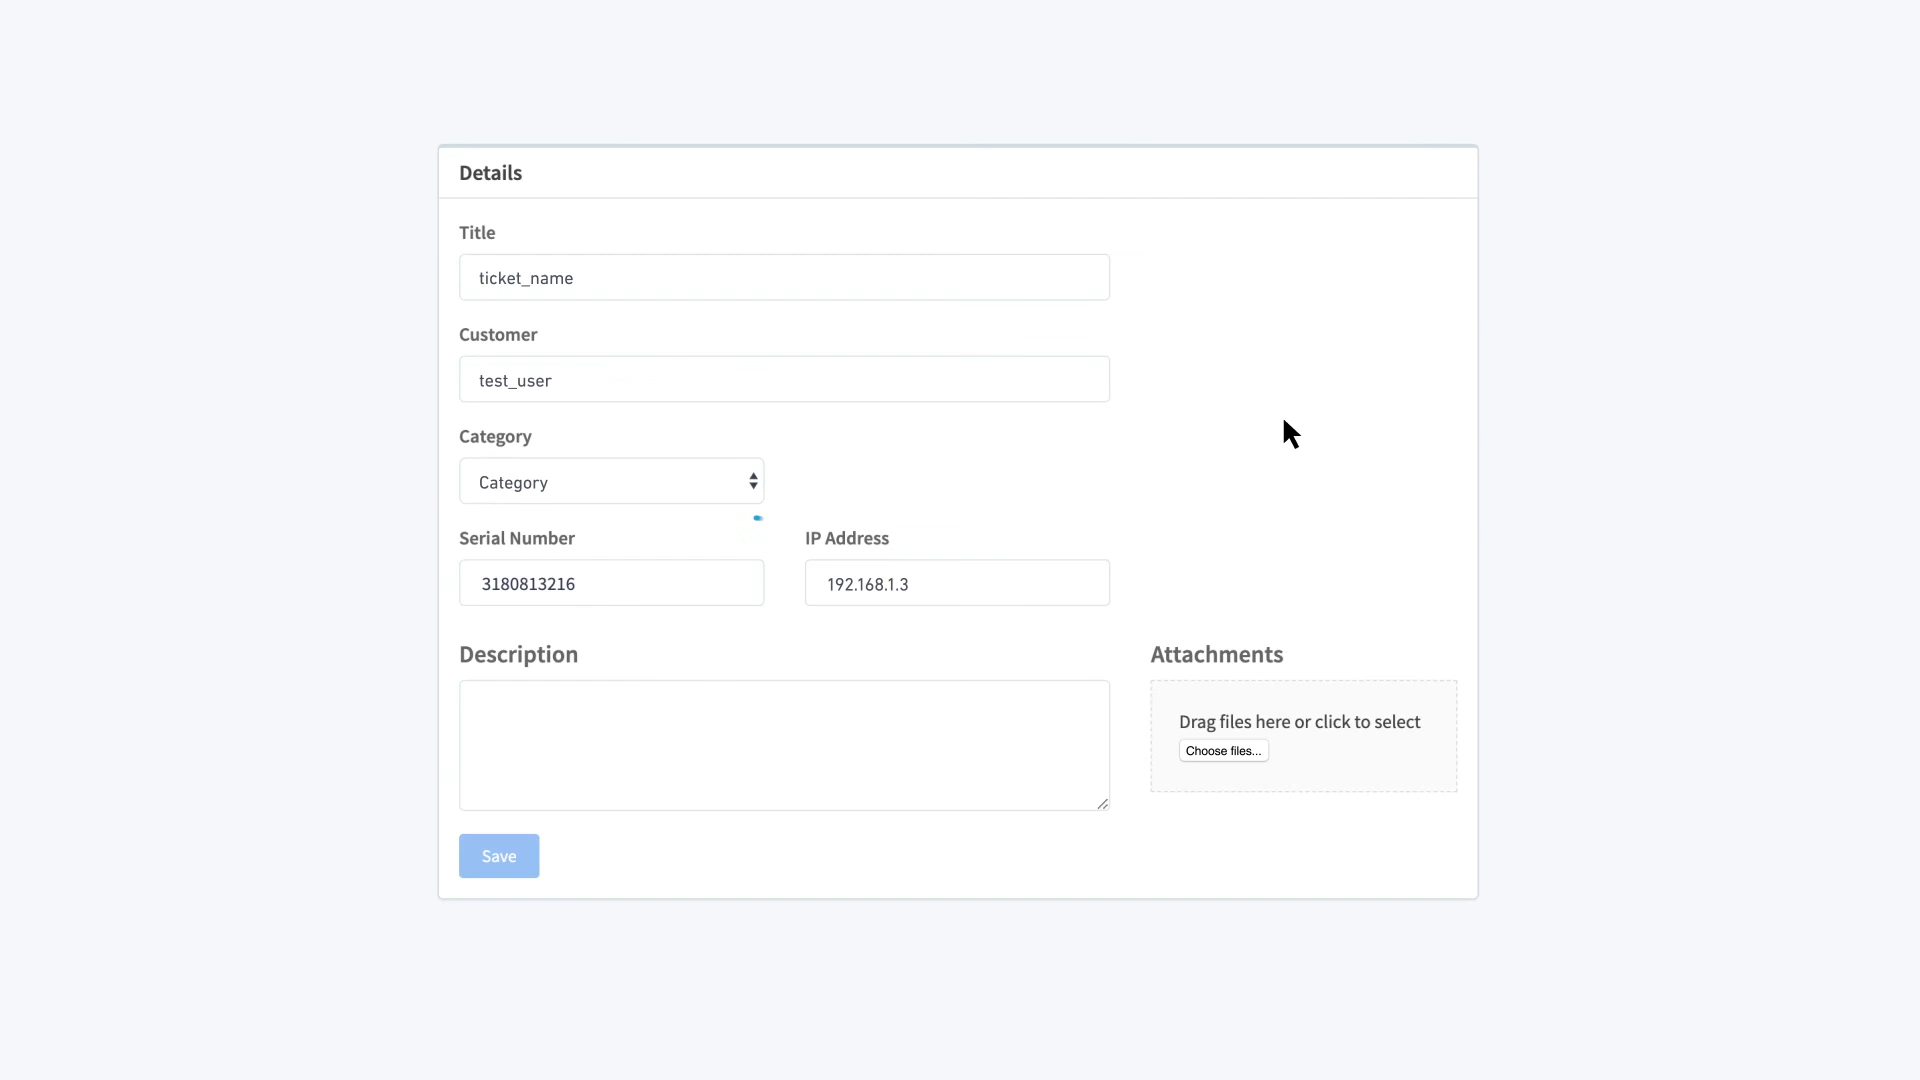 Details
Title
ticket_name
Customer
test_user
Category
Category
Serial Number
IP Address
3180813216
192.168.1.3
Description
Attachments
Drag files here or click to select
Choose files...
Save